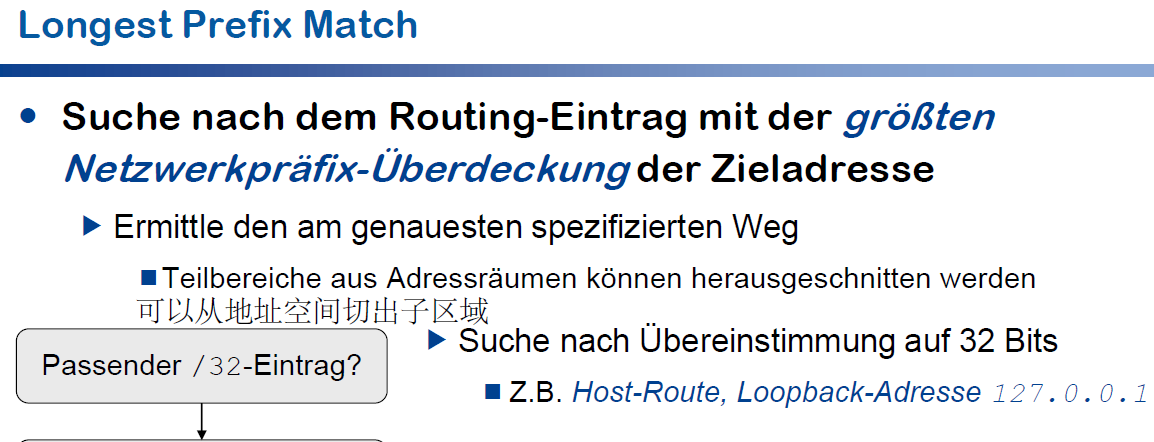 Longest Prefix Match
• Suche nach dem Routing-Eintrag mit der größten
Netzwerkpräfix-Überdeckung der Zieladresse
Ermittle den am genauesten spezifizierten Weg
Teilbereiche aus Adressräumen können herausgeschnitten werden
可以从地址空间切出子区域
Passender /32-Eintrag?
Suche nach Übereinstimmung auf 32 Bits
Z.B. Host-Route, Loopback-Adresse 127.0.0.1